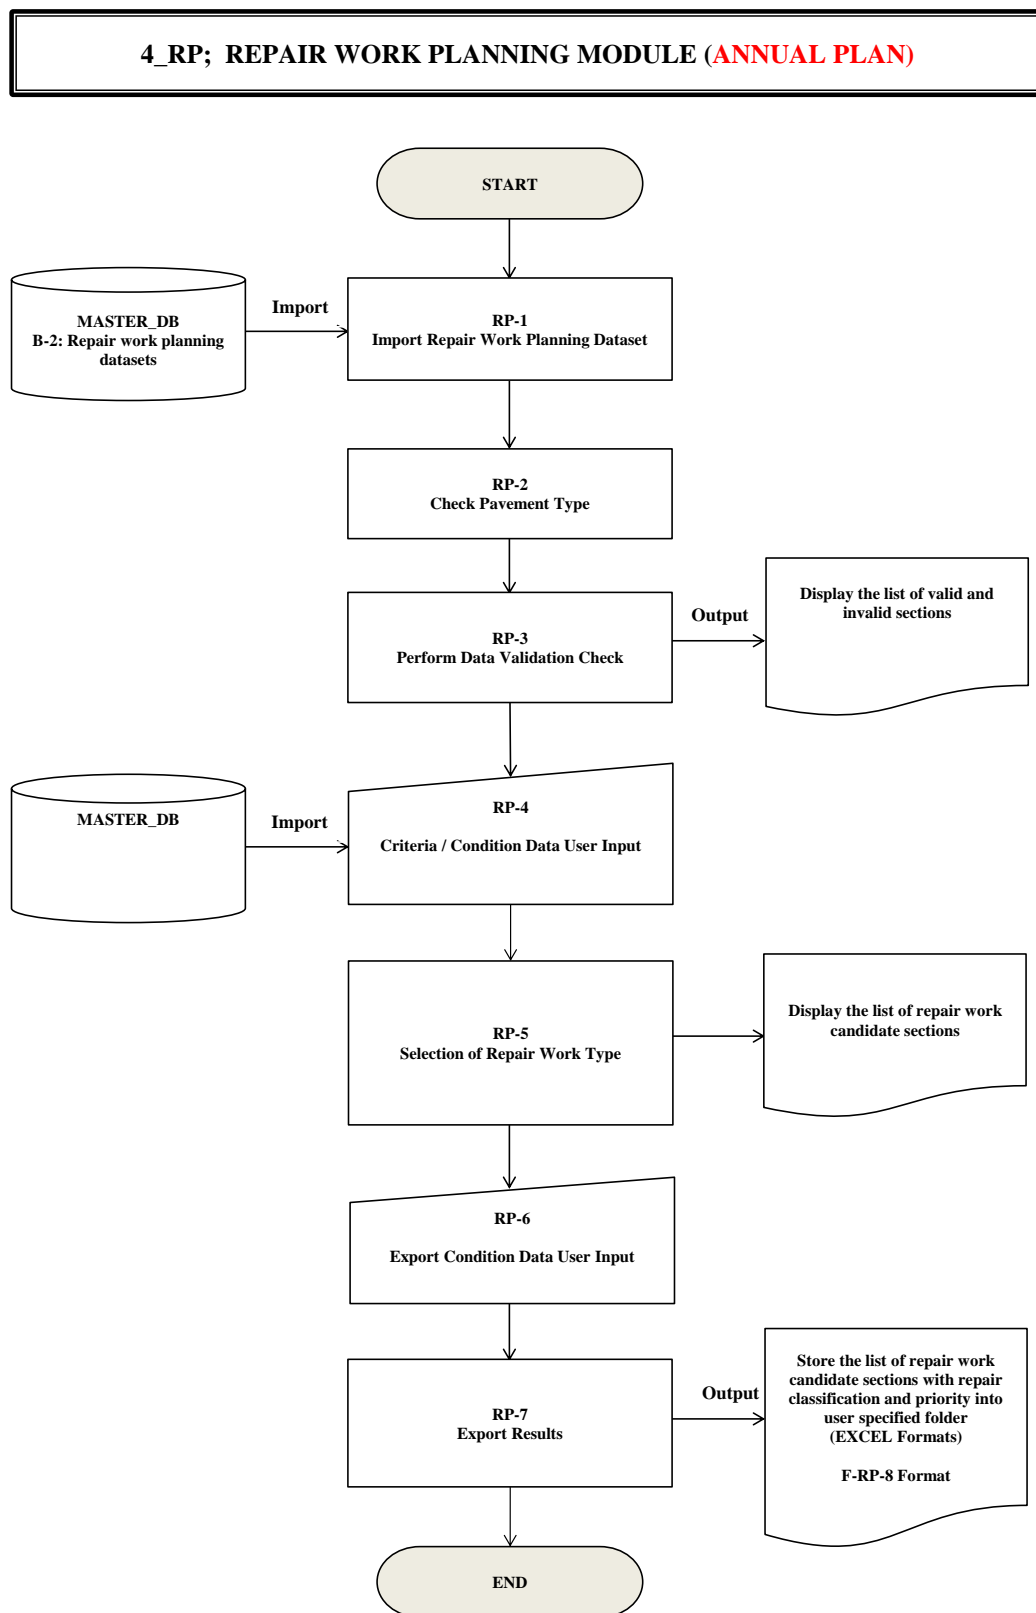 4_RP; REPAIR WORK PLANNING MODULE (ANNUAL PLAN)
START
MASTER_DB
B-2: Repair work planning
datasets
Import
RP-1
Import Repair Work Planning Dataset
RP-2
Check Pavement Type
RP-3
Perform Data Validation Check
Output
Display the list of valid and
invalid sections
MASTER_DB
Import
RP-4
Criteria / Condition Data User Input
RP-5
Selection of Repair Work Type
Display the list of repair work
candidate sections
RP-6
Export Condition Data User Input
RP-7
Export Results
Output
Store the list of repair work
candidate sections with repair
classification and priority into
user specified folder
(EXCEL Formats)
F-RP-8 Format
END